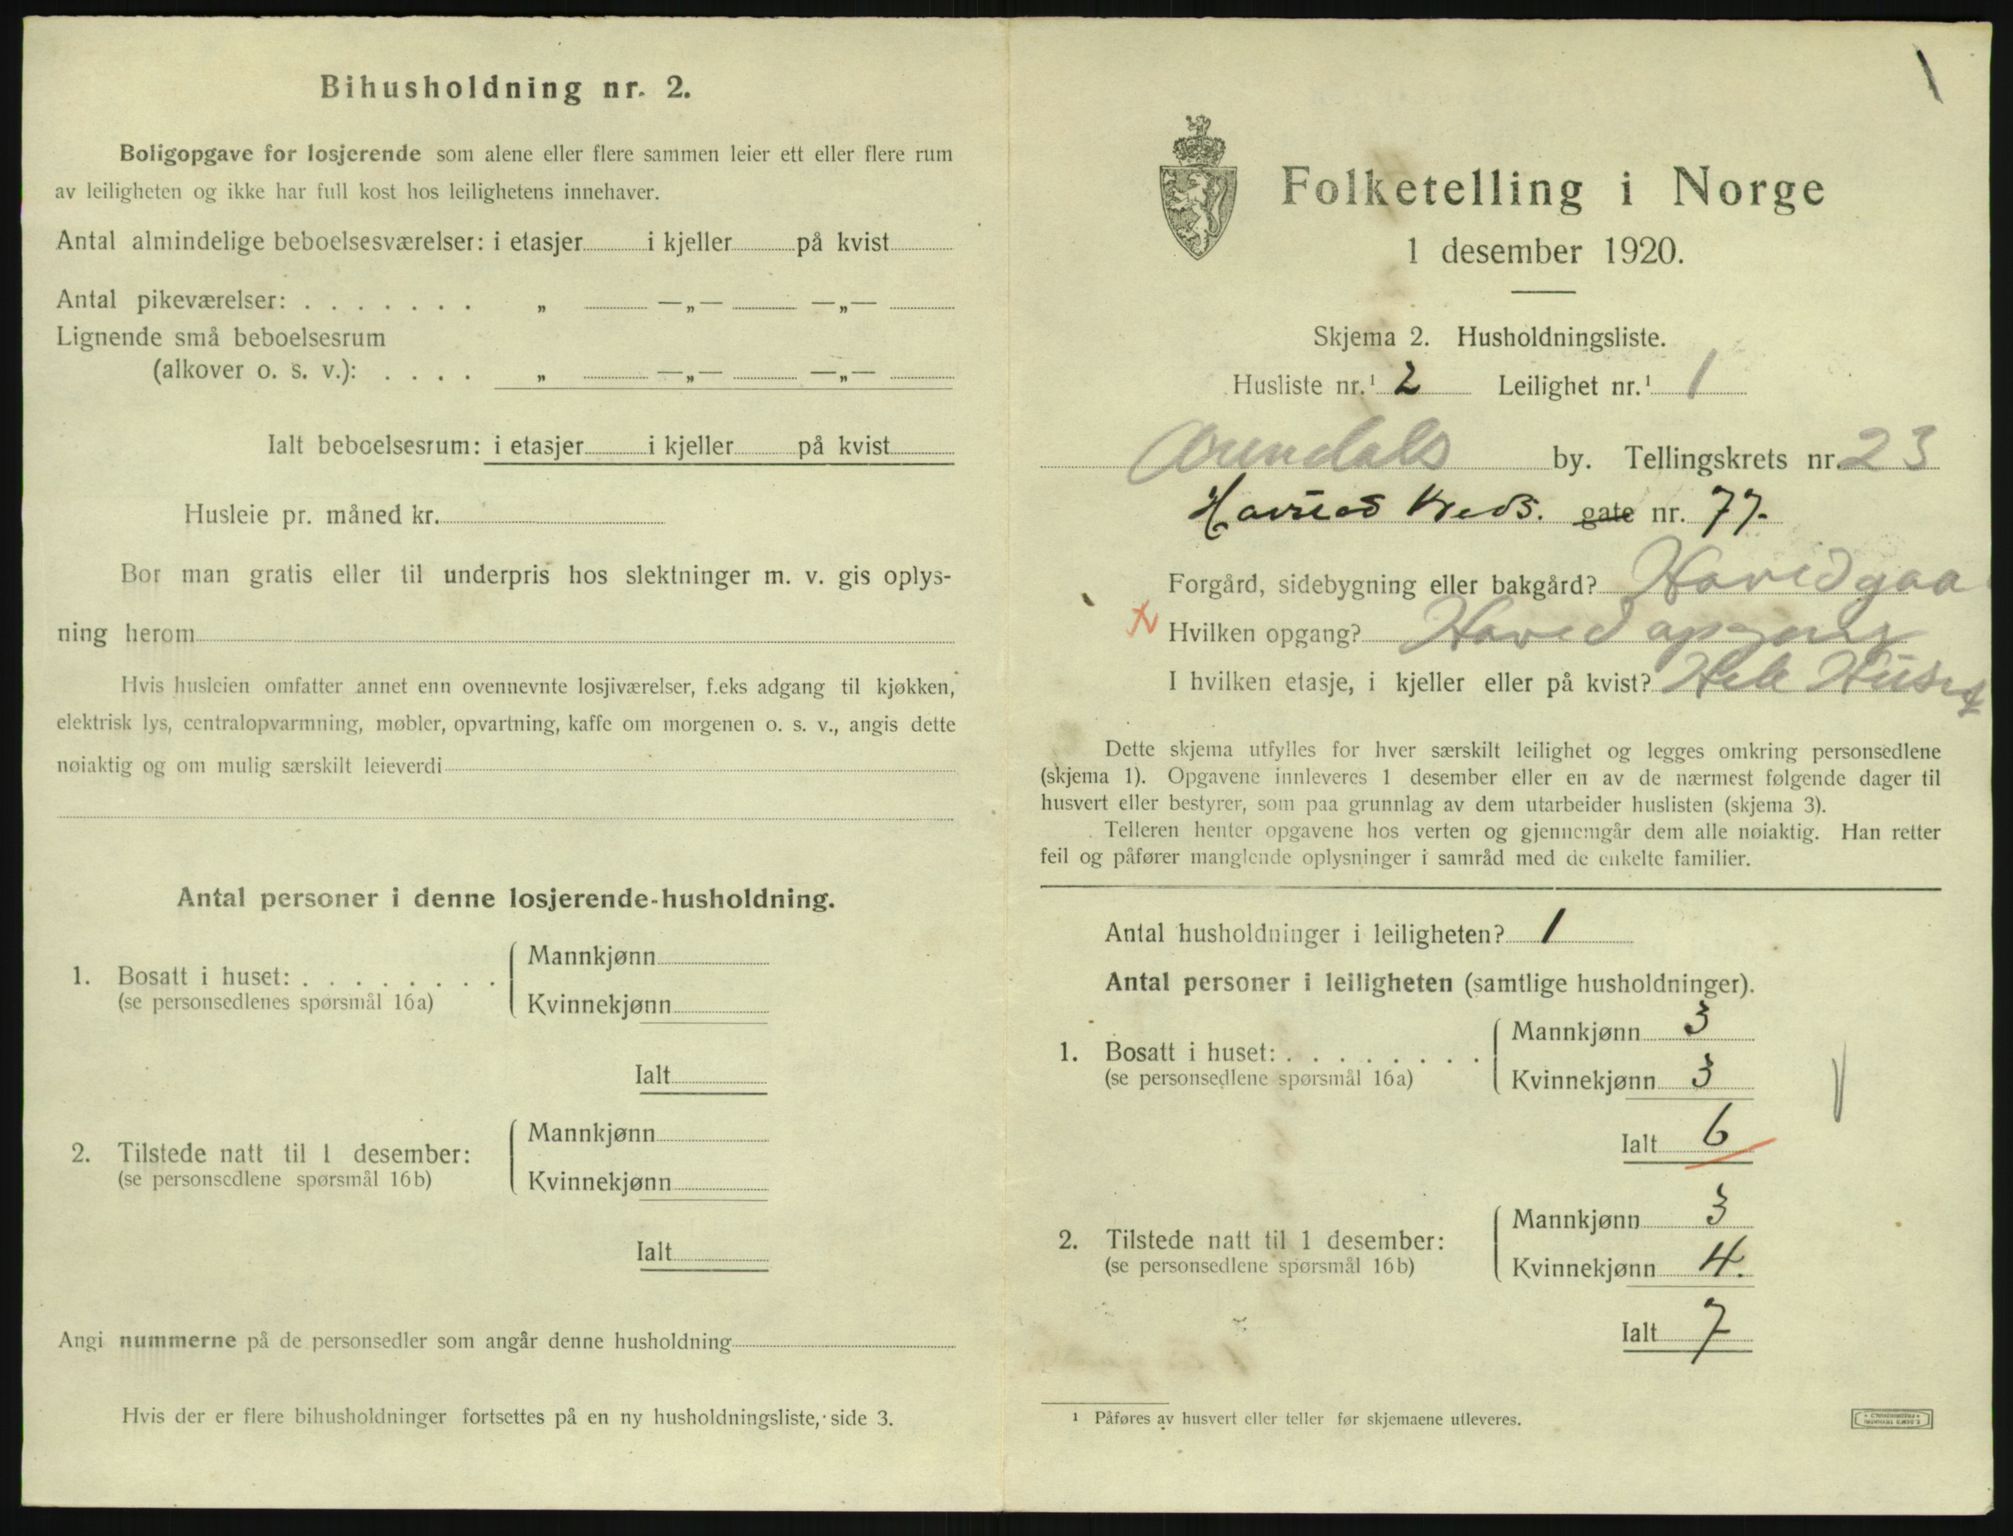 Bihusholdning nr. 2.
Boligopgave for losjerende som alene eller flere sammen leier ett eller flere rum
av leiligheten og ikke har full kost hos leilighetens innehaver.
Antal almindelige beboelsesværelser: i etasjer i kjeller på kvist
Antal pikeværelser: . . . . . . . „ —„— —„—
Lignende små beboelsesrum
(alkover o. s. v.): . . . . „ —„— —„—
Ialt beboelsesrum: i etasjer i kjeller på kvist
Husleie pr. måned kr.
Bor man gratis eller til underpris hos slektninger m. v. gis oplys-
ning herom
Hvis husleien omfatter annet enn ovennevnte losjiværelser, f.eks adgang til kjøkken,
elektrisk lys, centralopvarmning, møbler, opvartning, kaffe om morgenen o. s. v., angis dette
nøiaktig og om mulig særskilt leieverdi
Antal personer i denne losjerende-husholdning.
1. Bosatt i huset: . . . . . . . . Mannkjønn
(se personsedlenes spørsmål 16a) Kvinnekjønn
Ialt
2. Tilstede natt til 1 desember: Mannkjønn
(se personsedlene spørsmål 16b) Kvinnekjønn
Ialt
Angi nummerne på de personsedler som angår denne husholdning
Hvis der er flere bihusholdninger fortsettes på en ny husholdningsliste, side 3.
Folketelling i Norge
1 desember 1920.
Skjema 2. Husholdningsliste.
Husliste nr.¹ 2 Leilighet nr.¹ 1
Arendals by. Tellingskrets nr. 23
gate nr. 77.
Forgård, sidebygning eller bakgård? Hovedgaa
Hvilken opgang? Hovedopgang
I hvilken etasje, i kjeller eller på kvist? Hele Huset
Dette skjema utfylles for hver særskilt leilighet og legges omkring personsedlene
(skjema 1). Opgavene innleveres 1 desember eller en av de nærmest følgende dager til
husvert eller bestyrer, som paa grunnlag av dem utarbeider huslisten (skjema 3).
Telleren henter opgavene hos verten og gjennemgår dem alle nøiaktig. Han retter
feil og påfører manglende oplysninger i samråd med de enkelte familier.
Antal husholdninger i leiligheten? 1
Antal personer i leiligheten (samtlige husholdninger).
1. Bosatt i huset: . . . . . . . . Mannkjønn 3
(se personsedlene spørsmål 16a) Kvinnekjønn 3
Ialt 6
2. Tilstede natt til 1 desember: Mannkjønn 3
(se personsedlene spørsmål 16b) Kvinnekjønn 4.
Ialt 7
¹ Påføres av husvert eller teller før skjemaene utleveres.